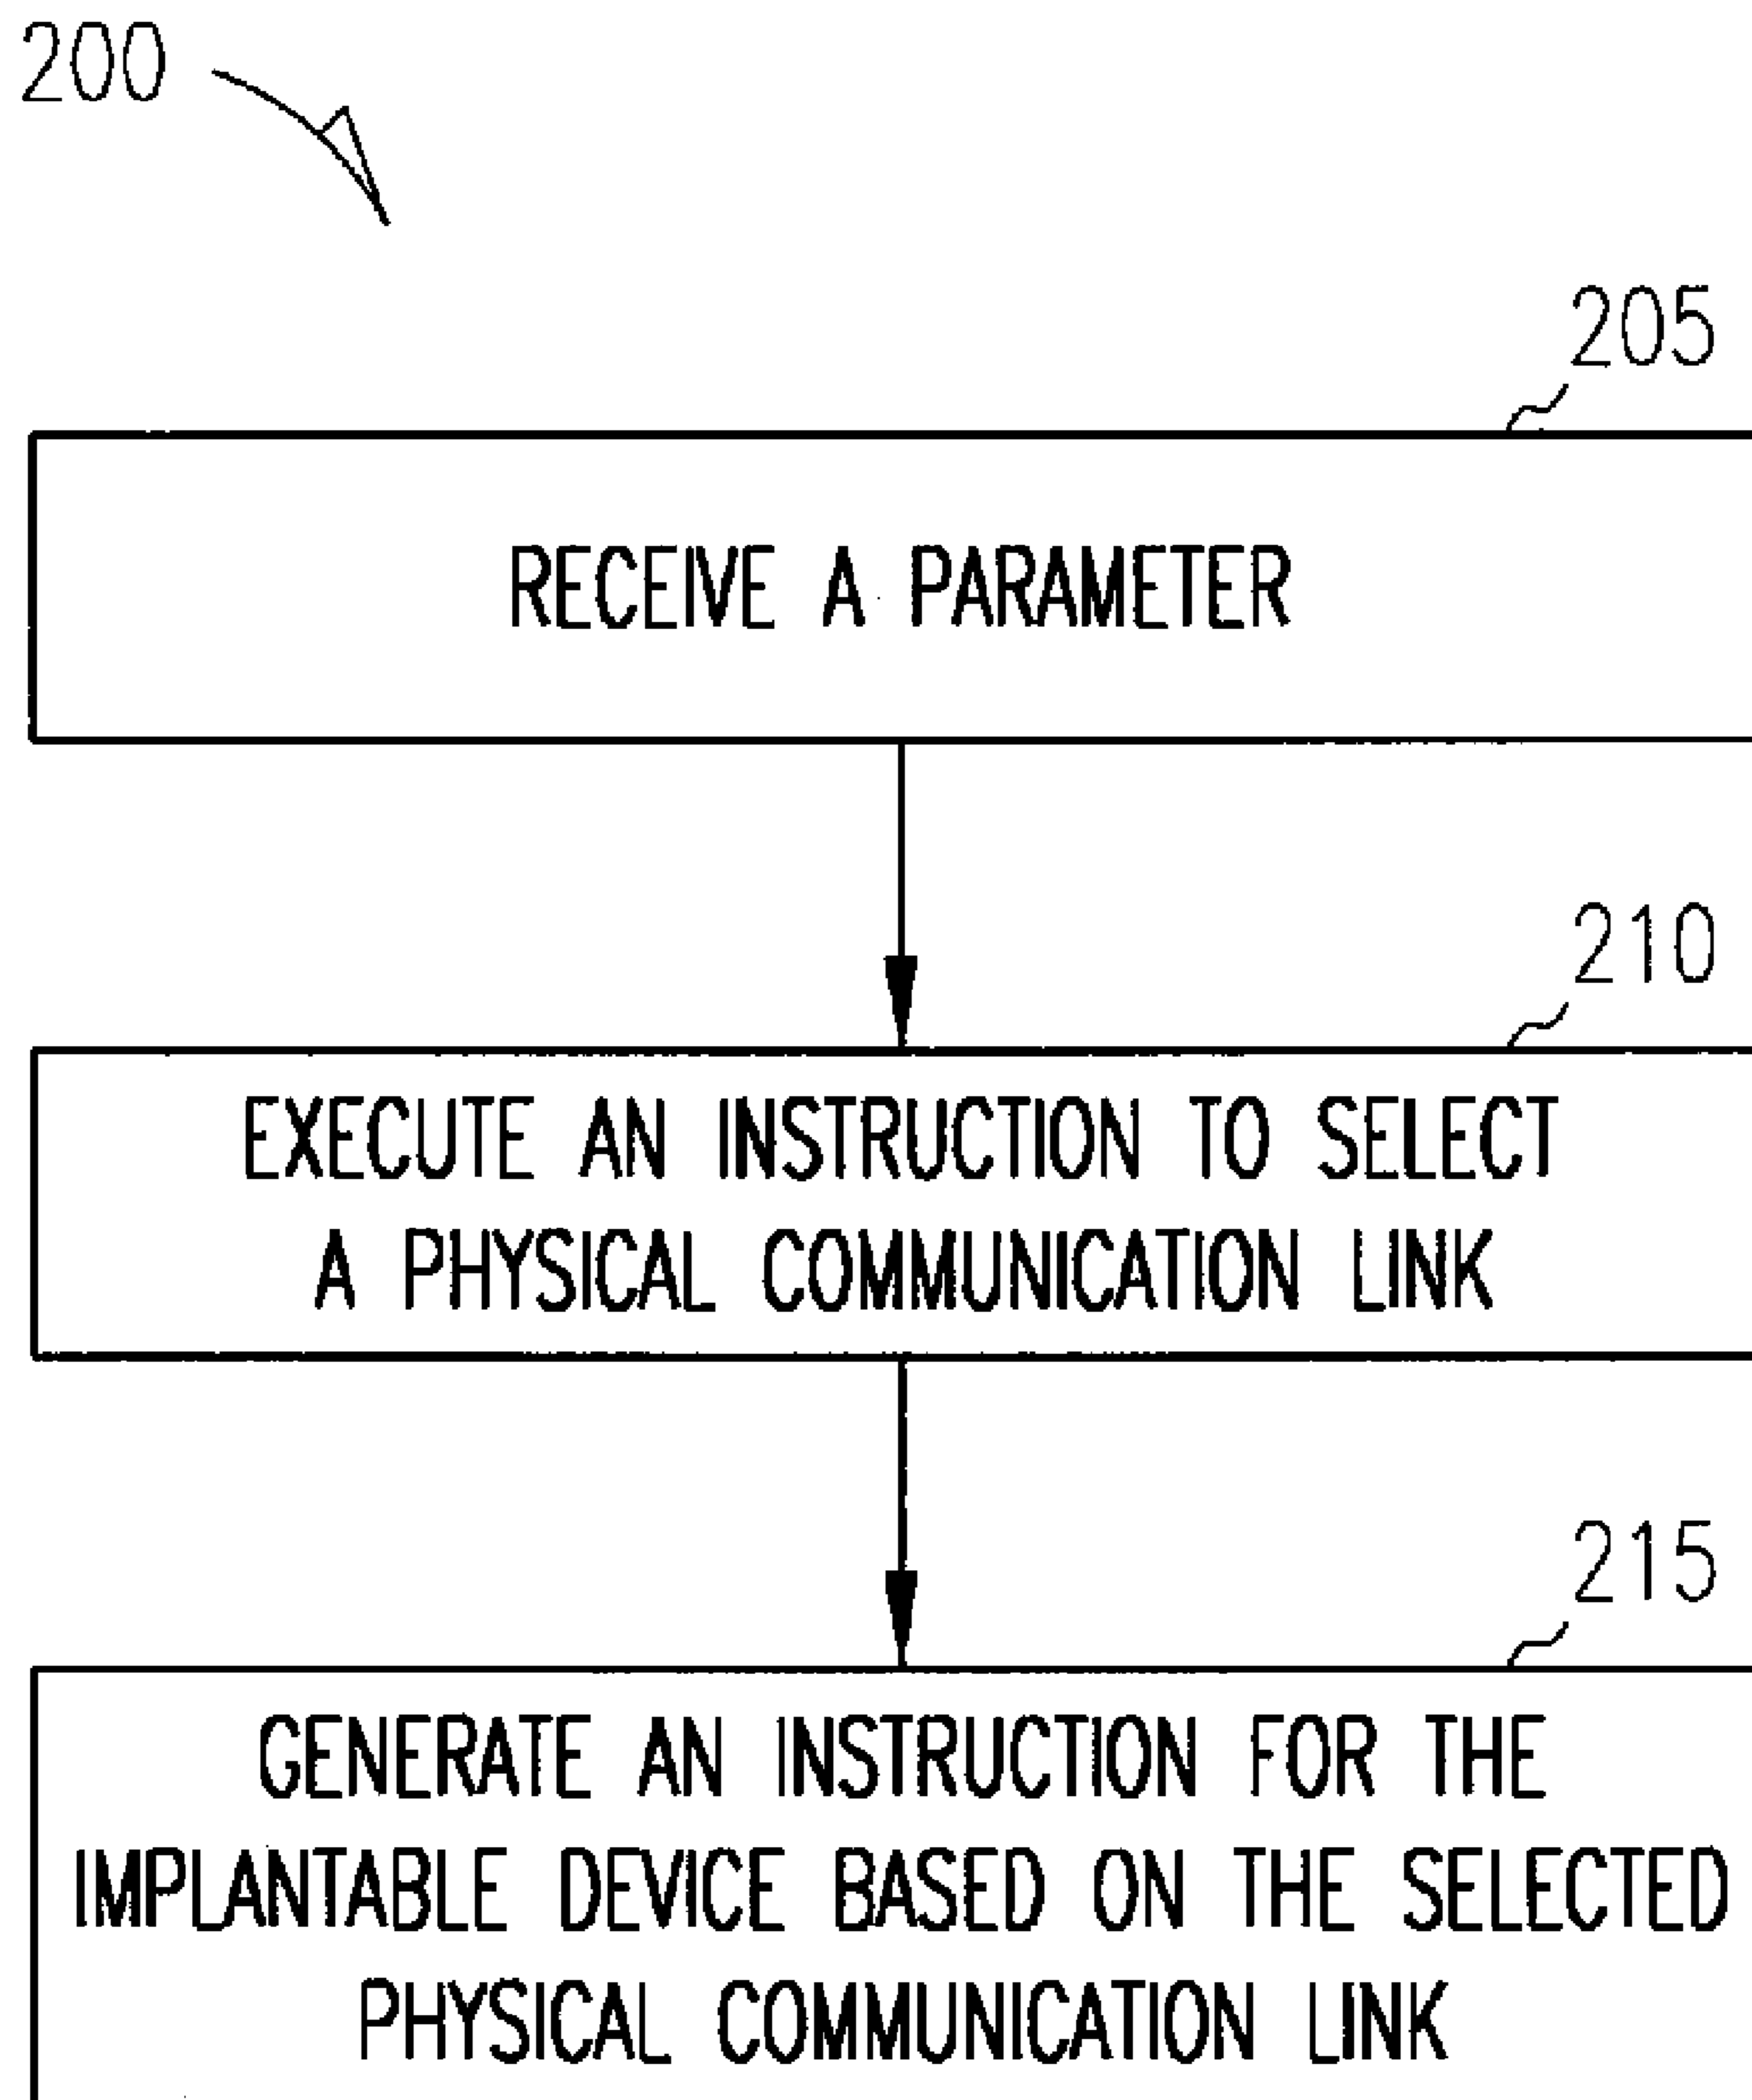 200
205
RECEIVE A PARAMETER
210
EXECUTE AN INSTRUCTION TO SELECT
A PHYSICAL COMMUNICATION LINK
215
GENERATE AN INSTRUCTION FOR THE
IMPLANTABLE DEVICE BASED ON THE SELECTED
PHYSICAL COMMUNICATION LINK